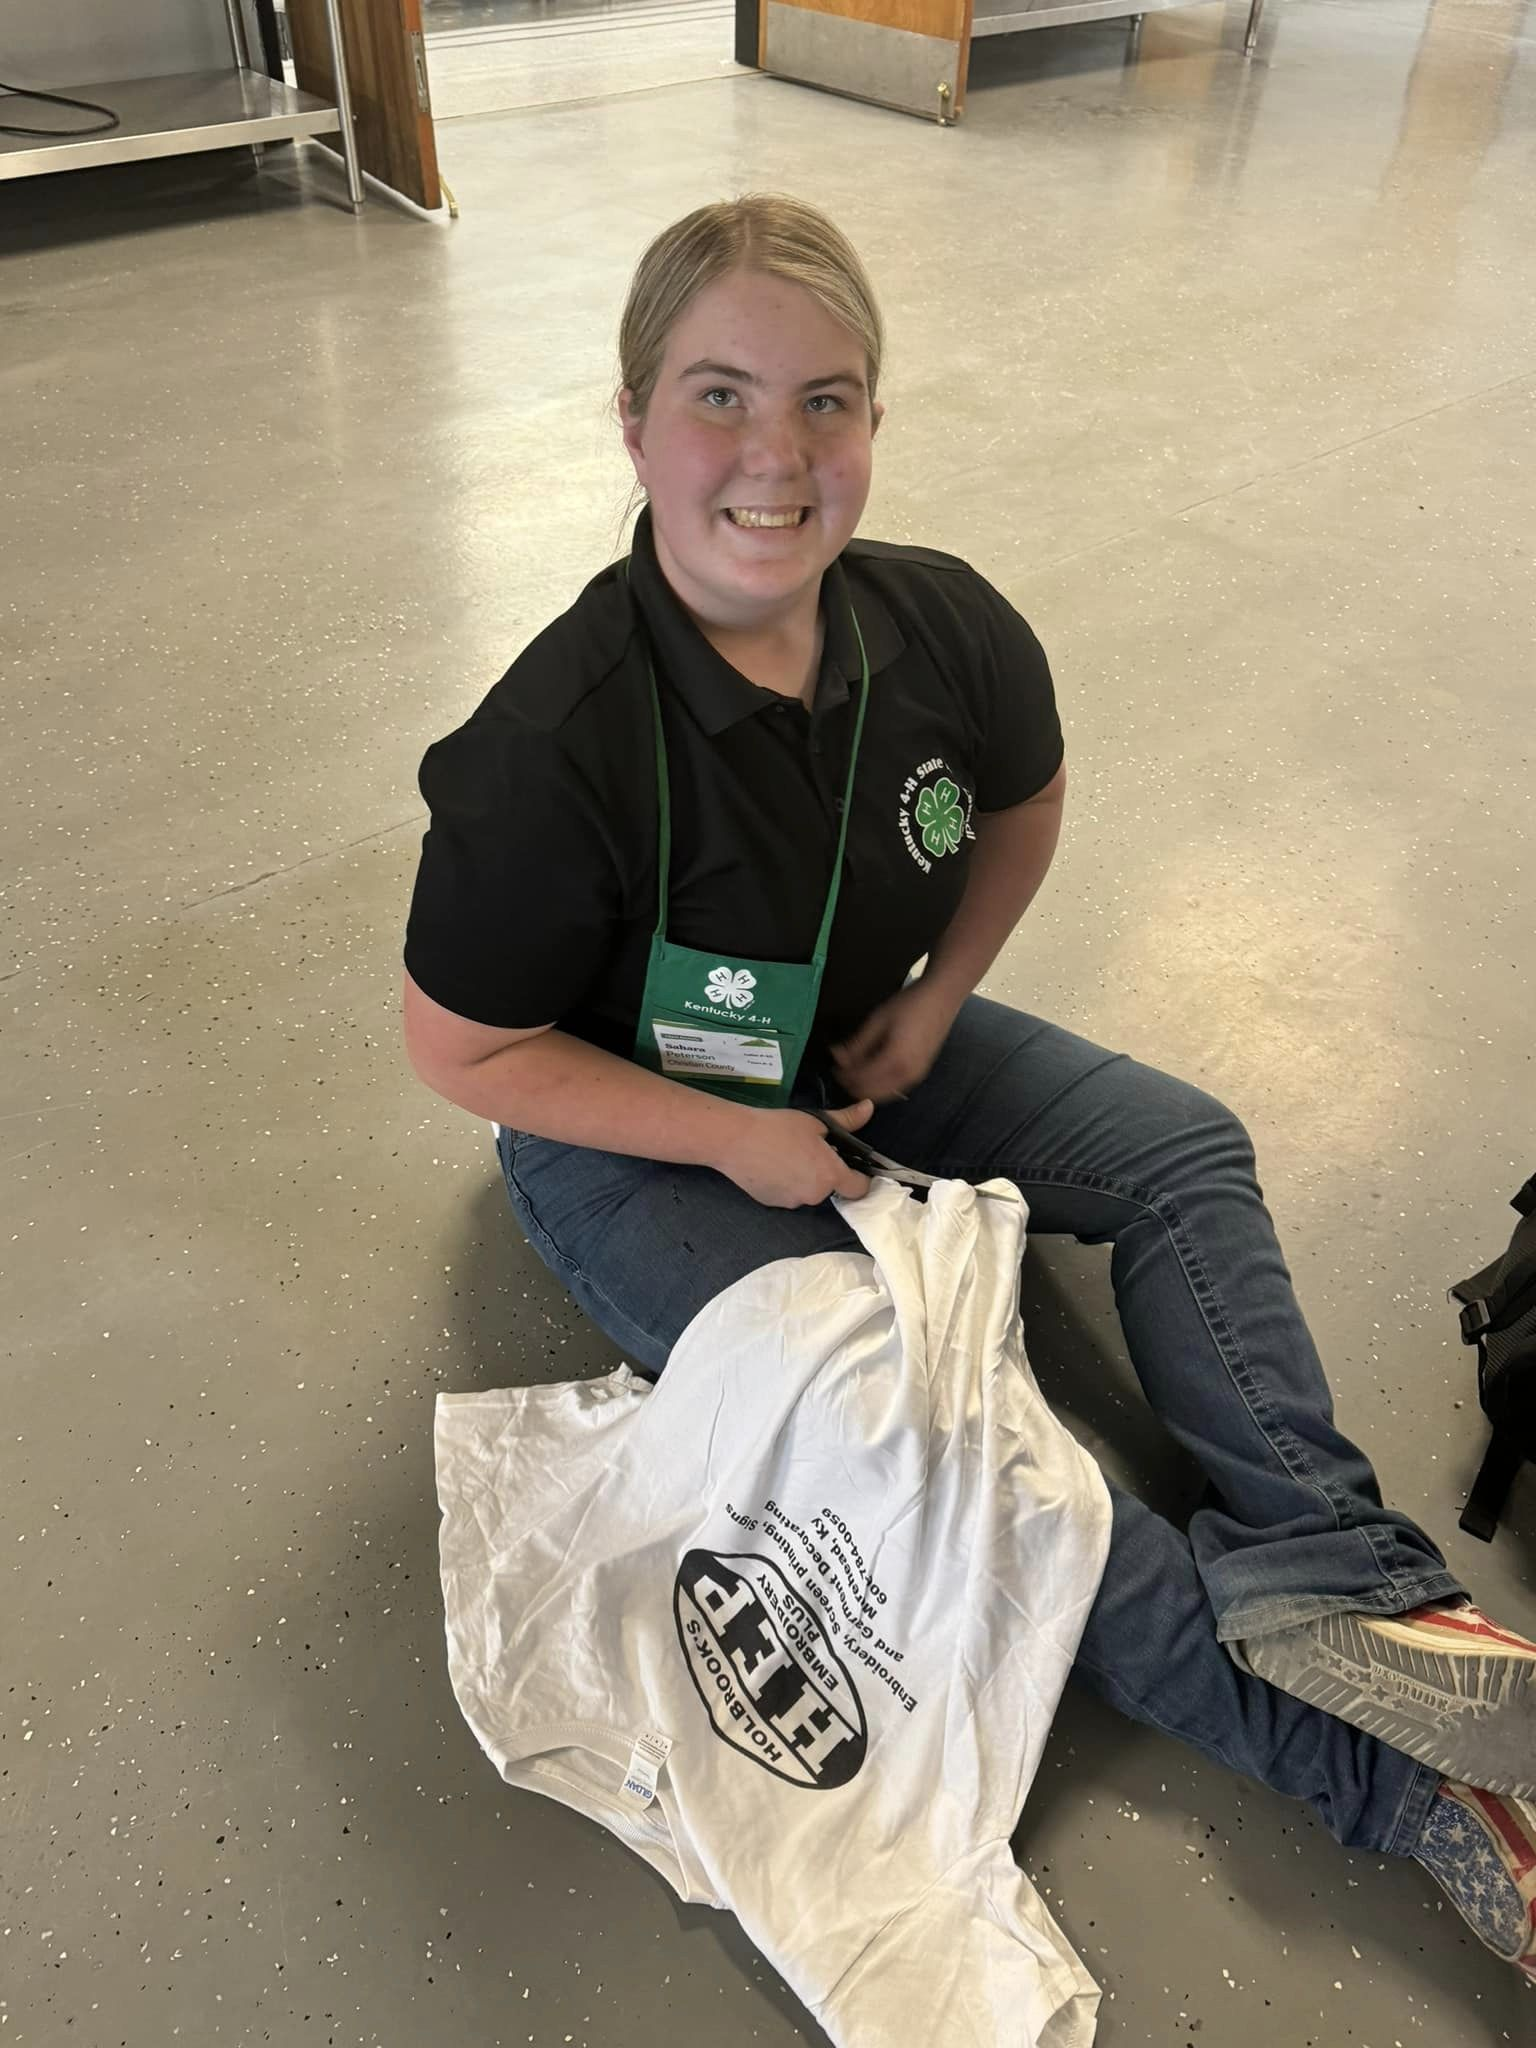 Kentucky 4-H State
H
H
H
H
H
H
H
H
Kentucky 4-H
Sahara
Peterson
Christian County
Embroidery, Screen printing, Signs
and Garment Decorating
Morehead, Ky
606-784-0059
HOLBROOK'S
HEP
EMBROIDERY
PLUS
GILDAN